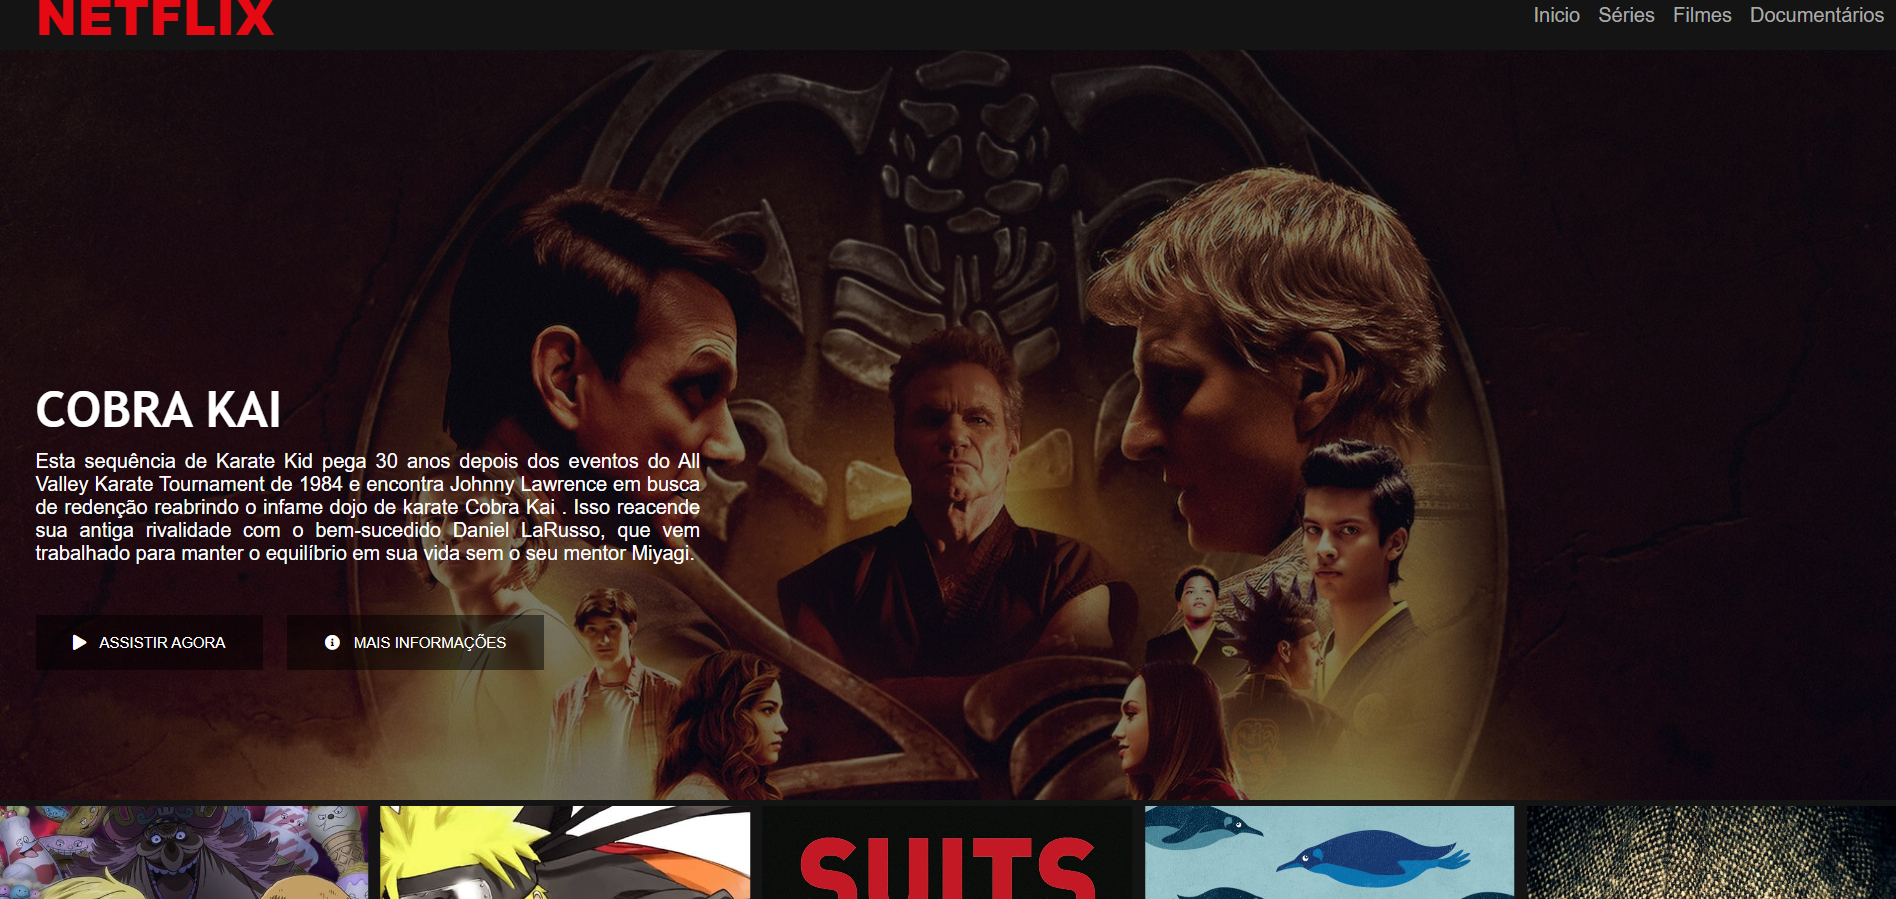 NETFLIX
Inicio Séries Filmes Documentários
COBRA KAI
Esta sequência de Karate Kid pega 30 anos depois dos eventos do All
Valley Karate Tournament de 1984 e encontra Johnny Lawrence em busca
de redenção reabrindo o infame dojo de karate Cobra Kai . Isso reacende
sua antiga rivalidade com o bem-sucedido Daniel LaRusso, que vem
trabalhado para manter o equilíbrio em sua vida sem o seu mentor Miyagi.
ASSISTIR AGORA
MAIS INFORMAÇÕES
SUITS